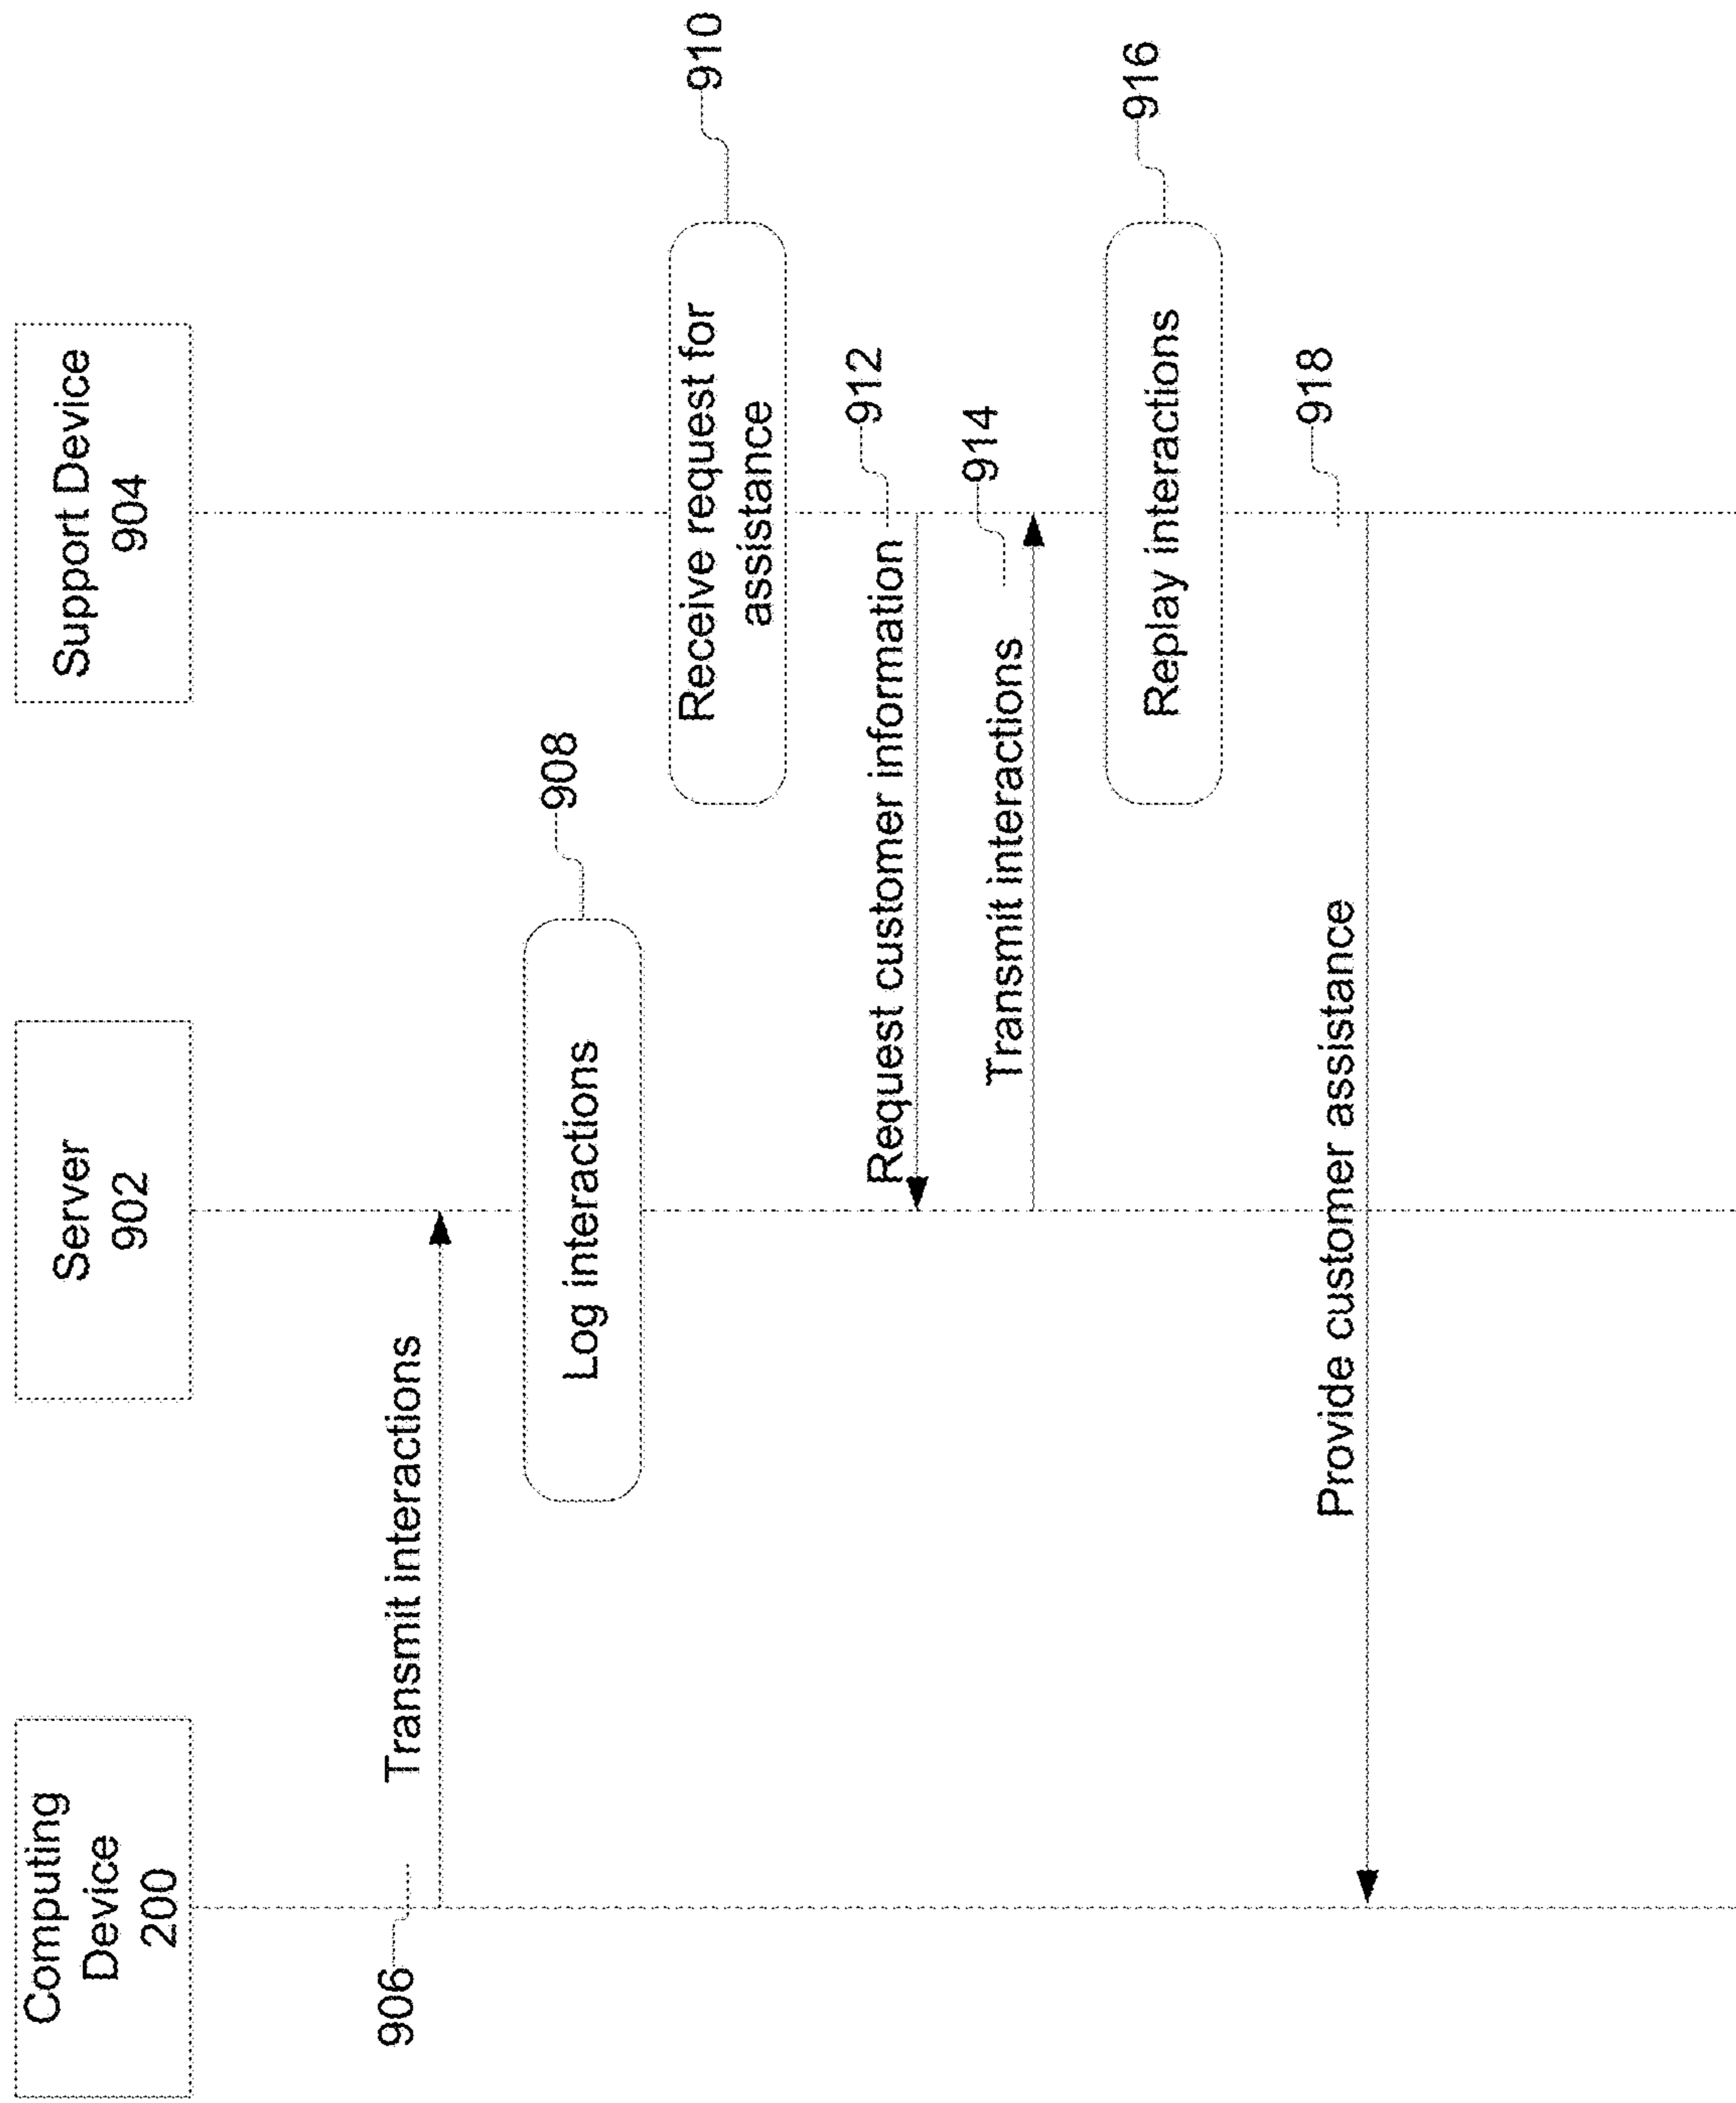 Computing
Device
200
Server
902
Support Device
904
906
Transmit interactions
Log interactions
908
Receive request for
assistance
910
912
Request customer information
914
Transmit interactions
Replay interactions
916
918
Provide customer assistance